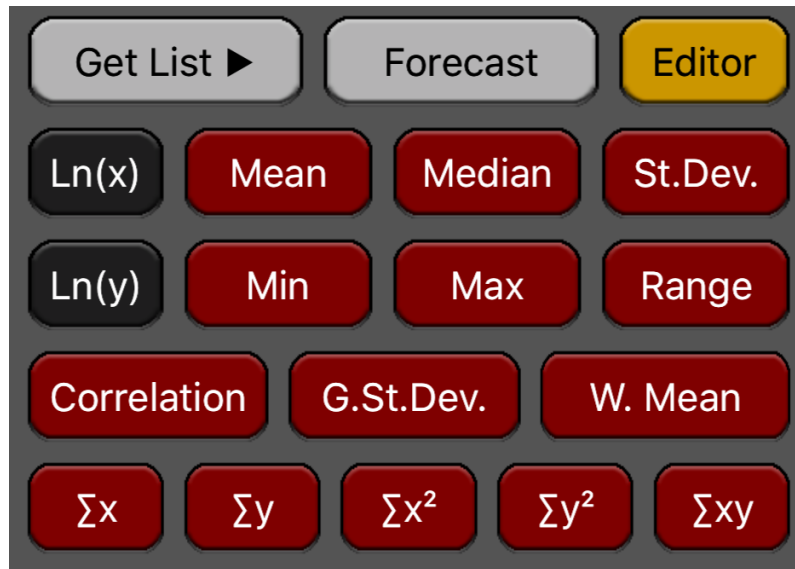 Get List ▶ Forecast Editor
Ln(x) Mean Median St.Dev.
Ln(y) Min Max Range
Correlation G.St.Dev. W. Mean
∑x ∑y ∑x² ∑y² ∑xy